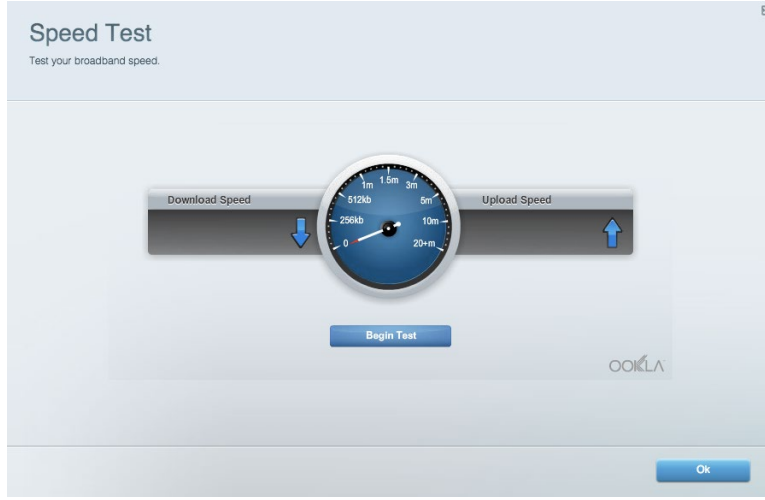 Speed Test
Test your broadband speed.
Download Speed
Upload Speed
0
256kb
512kb
1m
1.5m
3m
5m
10m
20+m
Begin Test
OOKLA
Ok